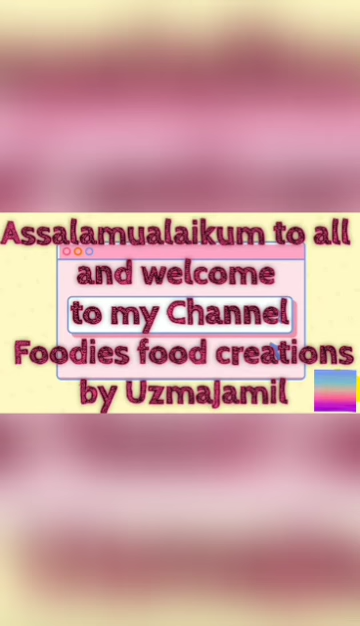 Assalamualaikum to all
and welcome
to my Channel
Foodies food creations
by UzmaJamil